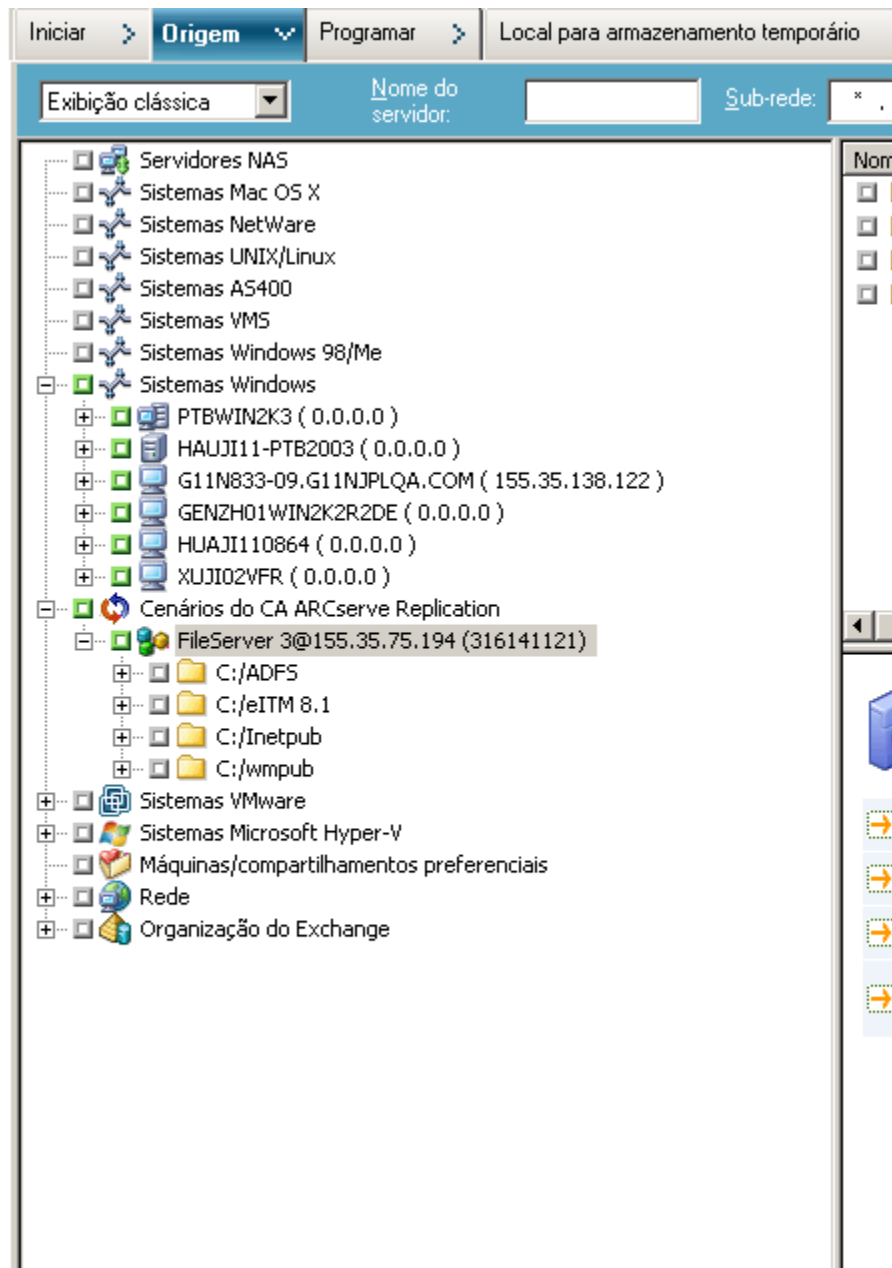 Iniciar > Origem Programar > Local para armazenamento temporário
Exibição clássica Nome do servidor: Sub-rede: * .
Servidores NAS
Sistemas Mac OS X
Sistemas NetWare
Sistemas UNIX/Linux
Sistemas AS400
Sistemas VMS
Sistemas Windows 98/Me
Sistemas Windows
PTBWIN2K3 ( 0.0.0.0 )
HAUJI11-PTB2003 ( 0.0.0.0 )
G11N833-09.G11NJPLQA.COM ( 155.35.138.122 )
GENZH01WIN2K2R2DE ( 0.0.0.0 )
HUAJI110864 ( 0.0.0.0 )
XUJI02VFR ( 0.0.0.0 )
Cenários do CA ARCserve Replication
FileServer 3@155.35.75.194 (316141121)
C:/ADFS
C:/eITM 8.1
C:/Inetpub
C:/wmpub
Sistemas VMware
Sistemas Microsoft Hyper-V
Máquinas/compartilhamentos preferenciais
Rede
Organização do Exchange